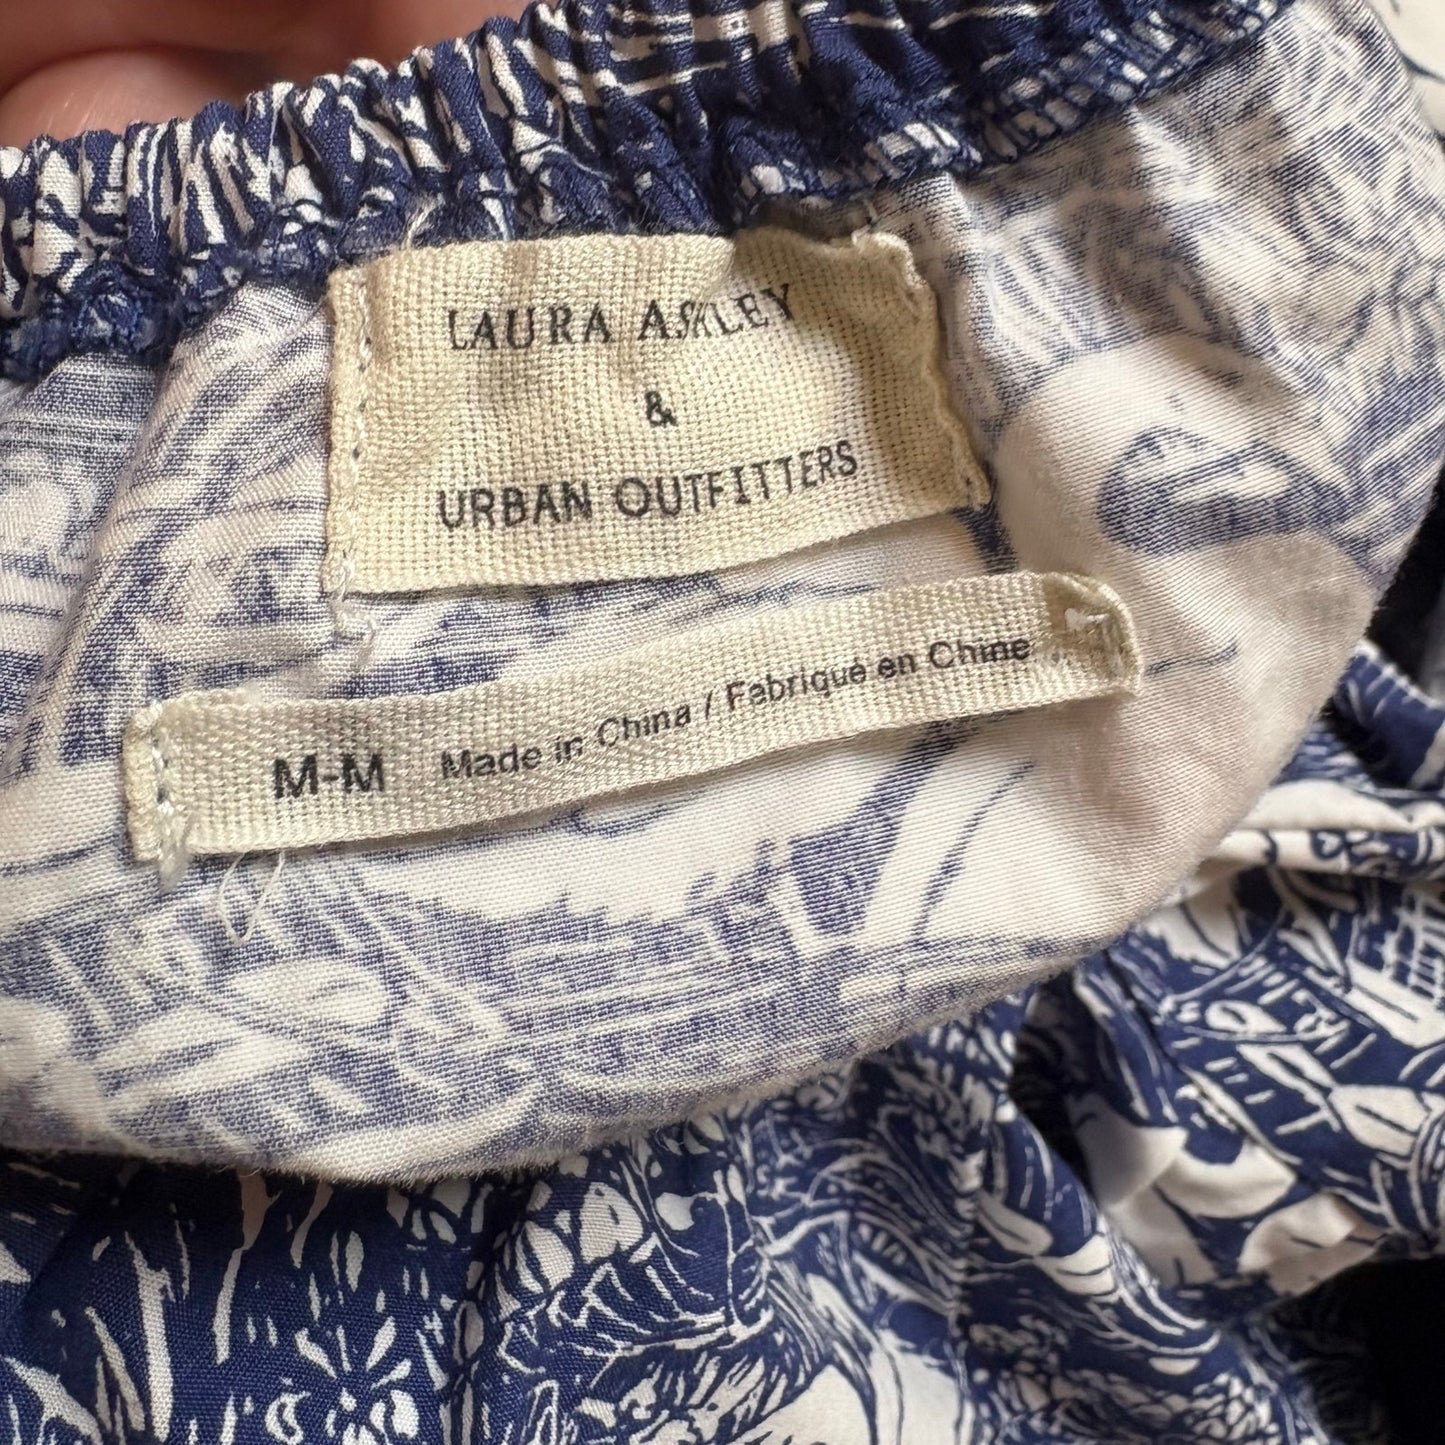 LAURA ASHLEY
&
URBAN OUTFITTERS
M-M Made in China / Fabriqué en Chine